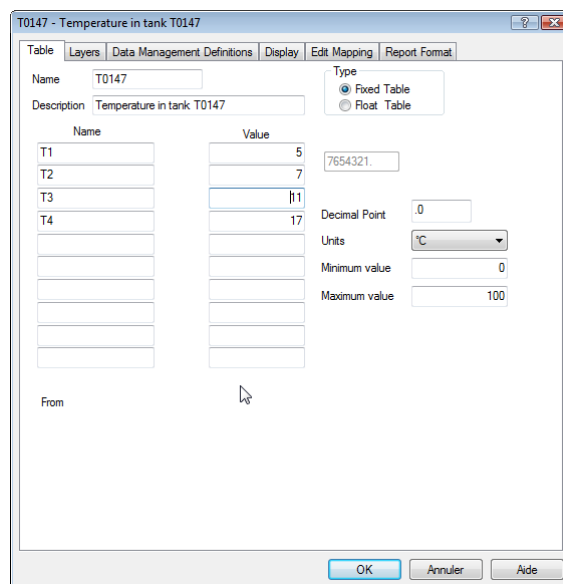 T0147 - Temperature in tank T0147
Table Layers Data Management Definitions Display Edit Mapping Report Format
Name T0147
Type
Fixed Table
Float Table
Description Temperature in tank T0147
Name Value
T1 5
7654321.
T2 7
T3 11
Decimal Point .0
T4 17
Units °C
Minimum value 0
Maximum value 100
From
OK Annuler Aide